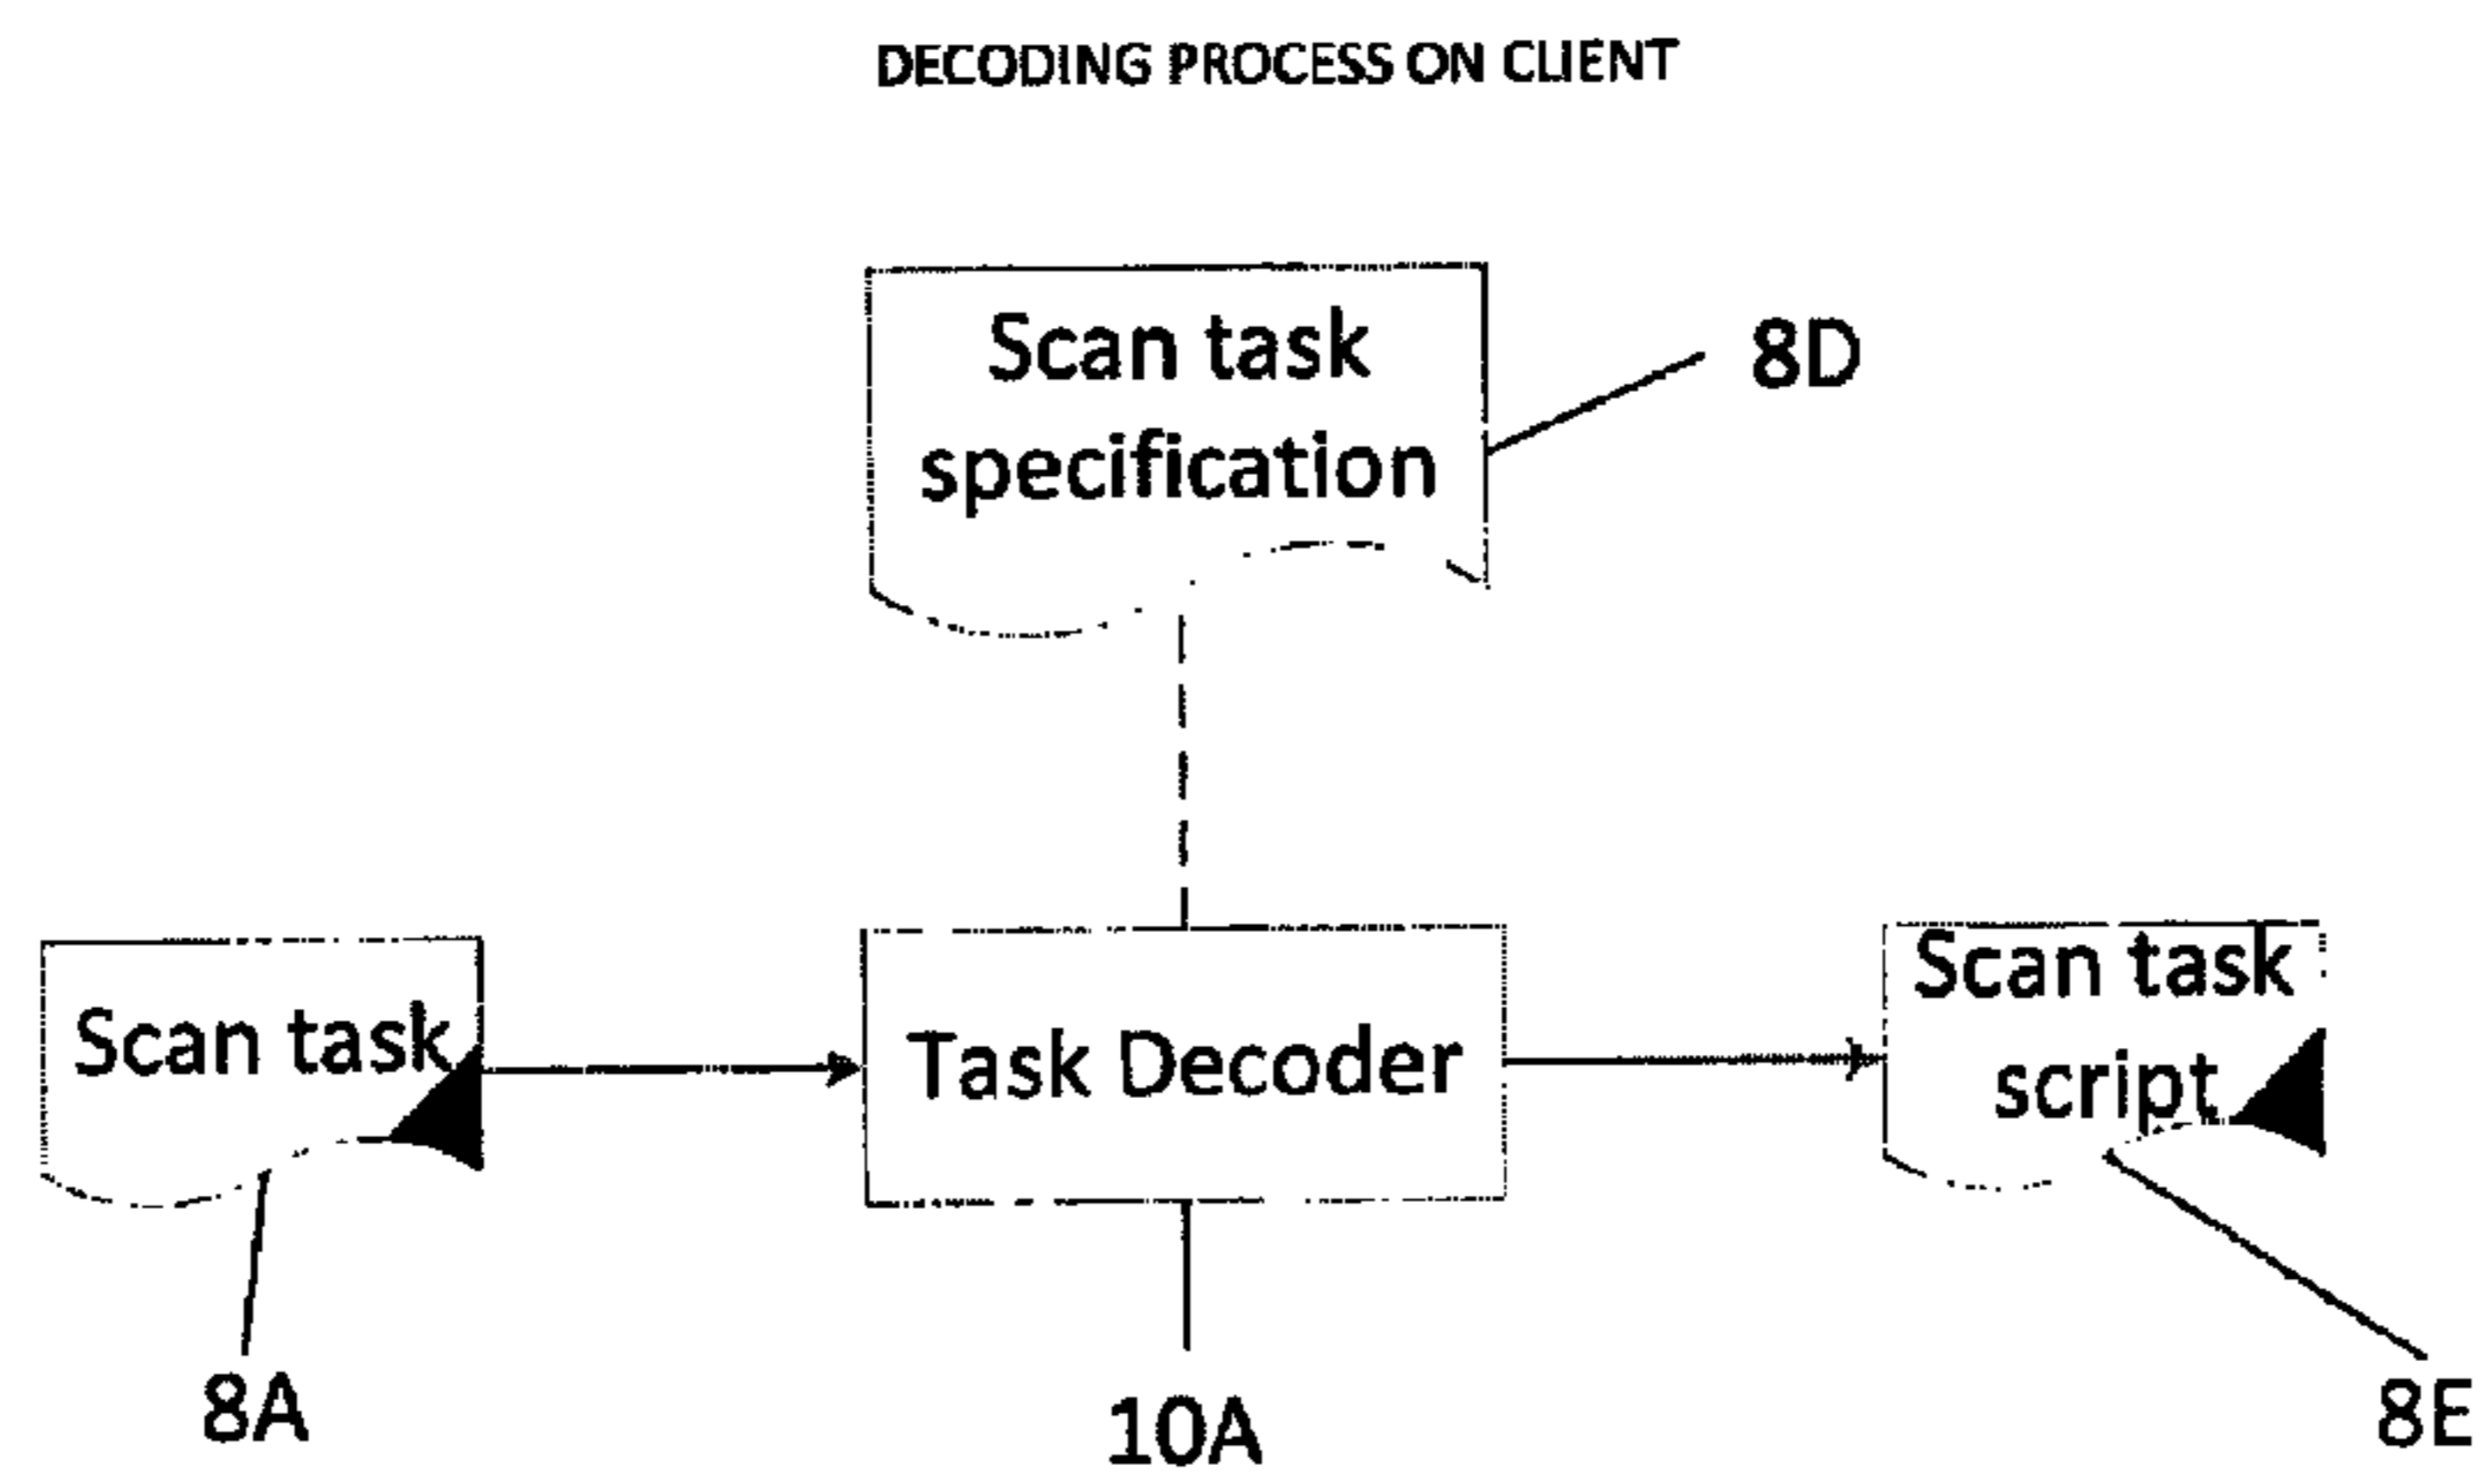 DECODING PROCESS ON CLIENT
Scan task
specification
8D
Scan task
Task Decoder
Scan task
script
8A
10A
8E